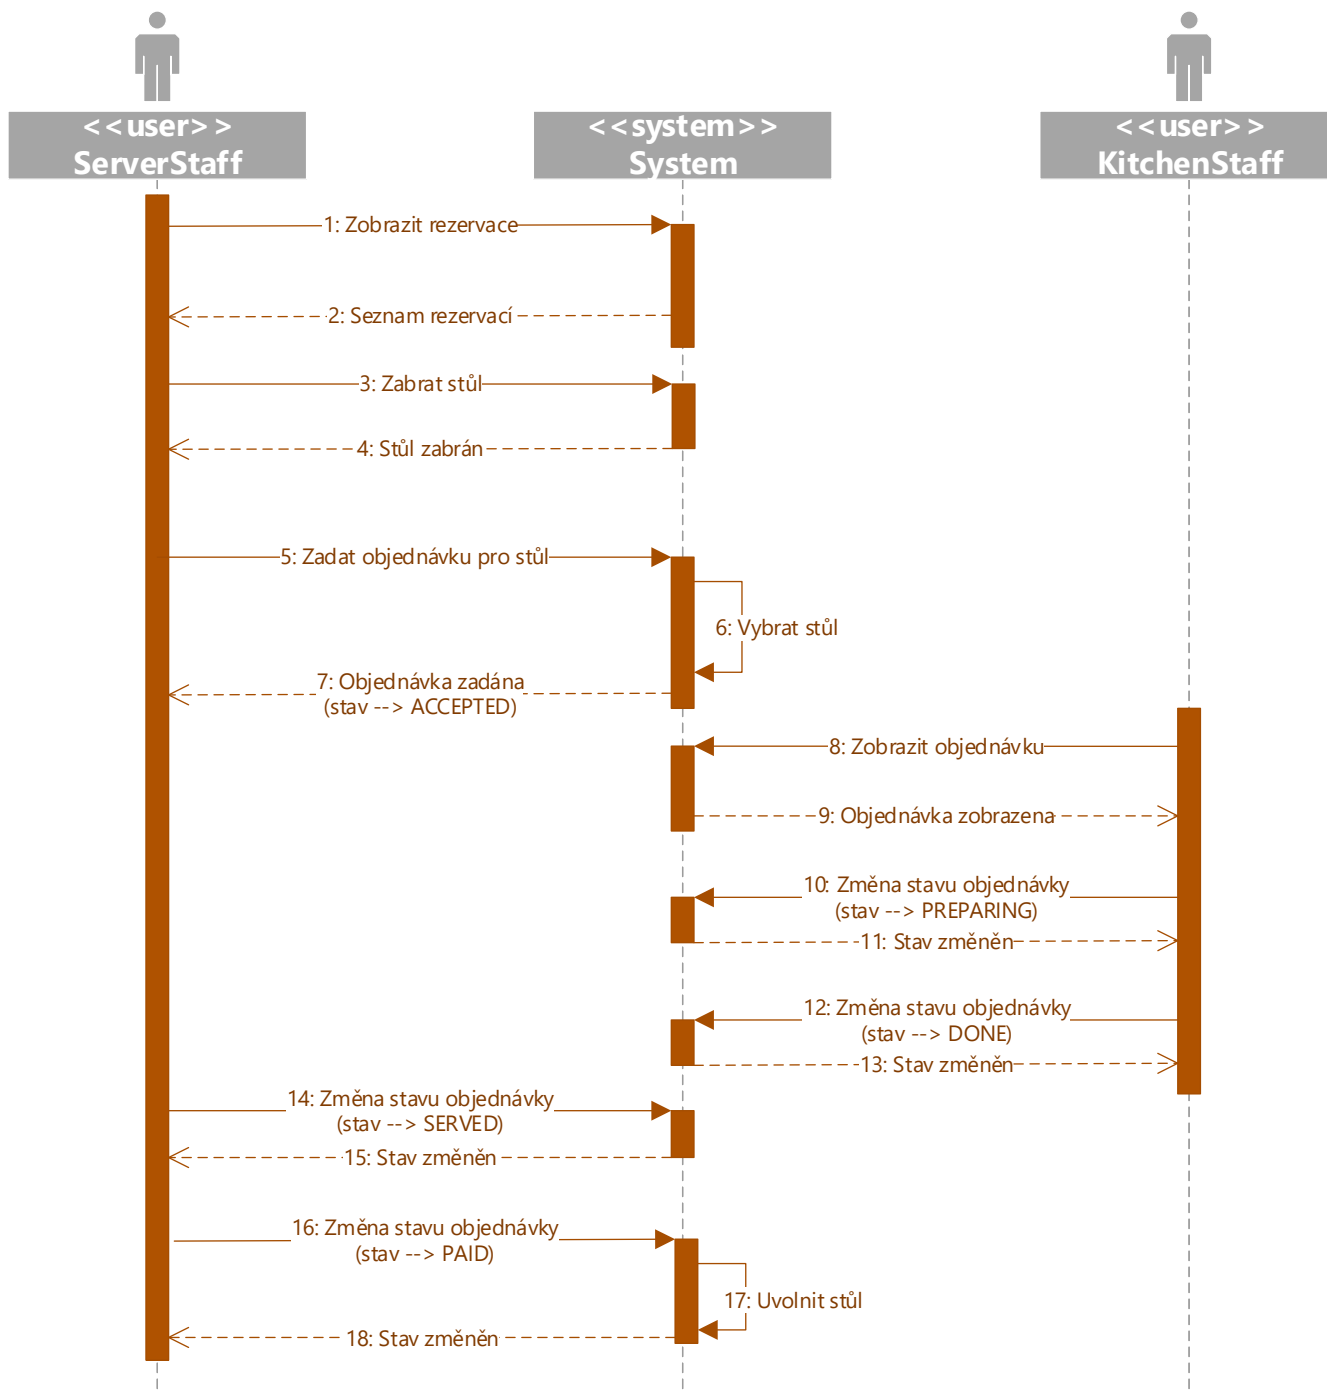 <<user>>
ServerStaff
<<system>>
System
<<user>>
KitchenStaff
1: Zobrazit rezervace
2: Seznam rezervací
3: Zabrat stůl
4: Stůl zabrán
5: Zadat objednávku pro stůl
6: Vybrat stůl
7: Objednávka zadána
(stav --> ACCEPTED)
8: Zobrazit objednávku
9: Objednávka zobrazena
10: Změna stavu objednávky
(stav --> PREPARING)
11: Stav změněn
12: Změna stavu objednávky
(stav --> DONE)
13: Stav změněn
14: Změna stavu objednávky
(stav --> SERVED)
15: Stav změněn
16: Změna stavu objednávky
(stav --> PAID)
17: Uvolnit stůl
18: Stav změněn